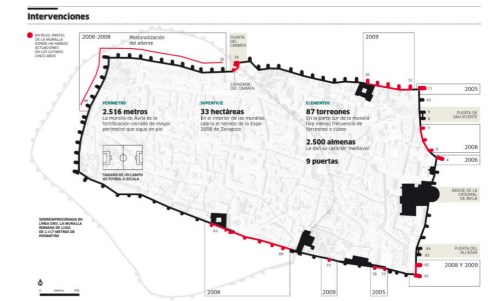 Intervenciones
EN ROJO, PARTES
DE LA MURALLA
DONDE HA HABIDO
ACTUACIONES
EN LOS ÚLTIMOS
CINCO AÑOS
2006-2008
Peatonalización
del adarve
PUERTA
DEL
CARMEN
ESPADAÑA
DEL CARMEN
2009
2005
PUERTA DE
SAN VICENTE
2008
2006
ÁBSIDE DE LA
CATEDRAL
DE ÁVILA
PUERTA DEL
ALCÁZAR
2008 Y 2009
PERÍMETRO
2.516 metros
La muralla de Ávila es la
fortificación cerrada de mayor
perímetro que sigue en pie
SUPERFICIE
33 hectáreas
En el interior de las murallas
cabría el recinto de la Expo
2008 de Zaragoza
ELEMENTOS
87 torreones
En la parte sur de la muralla
hay menos frecuencia de
torreones o cubos
2.500 almenas
Le dan su carácter medieval
9 puertas
TAMAÑO DE UN CAMPO
DE FÚTBOL A ESCALA
SOBREIMPRESIONADA EN
LÍNEA GRIS, LA MURALLA
ROMANA DE LUGO,
DE 2.117 METROS DE
PERÍMETRO
2008
2009
2005